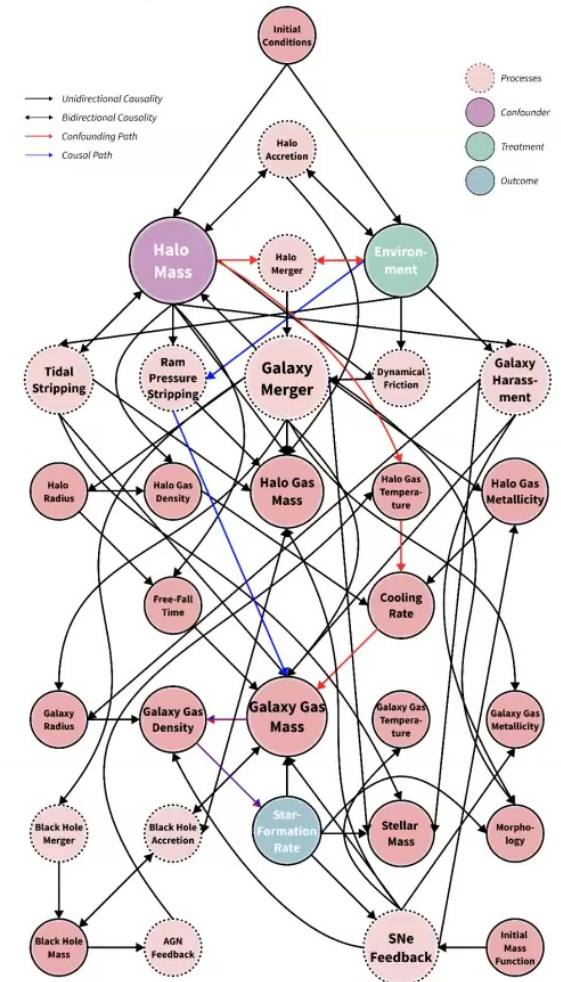 Initial
Conditions
Unidirectional Causality
Bidirectional Causality
Confounding Path
Causal Path
Processes
Confounder
Treatment
Outcome
Halo
Accretion
Halo
Mass
Halo
Merger
Environ-
ment
Tidal
Stripping
Ram
Pressure
Stripping
Galaxy
Merger
Dynamical
Friction
Galaxy
Harass-
ment
Halo
Radius
Halo Gas
Density
Halo Gas
Mass
Halo Gas
Tempera-
ture
Halo Gas
Metallicity
Free-Fall
Time
Cooling
Rate
Galaxy
Radius
Galaxy Gas
Density
Galaxy Gas
Mass
Galaxy Gas
Tempera-
ture
Galaxy Gas
Metallicity
Black Hole
Merger
Black Hole
Accretion
Star-
Formation
Rate
Stellar
Mass
Morpho-
logy
Black Hole
Mass
AGN
Feedback
SNe
Feedback
Initial
Mass
Function